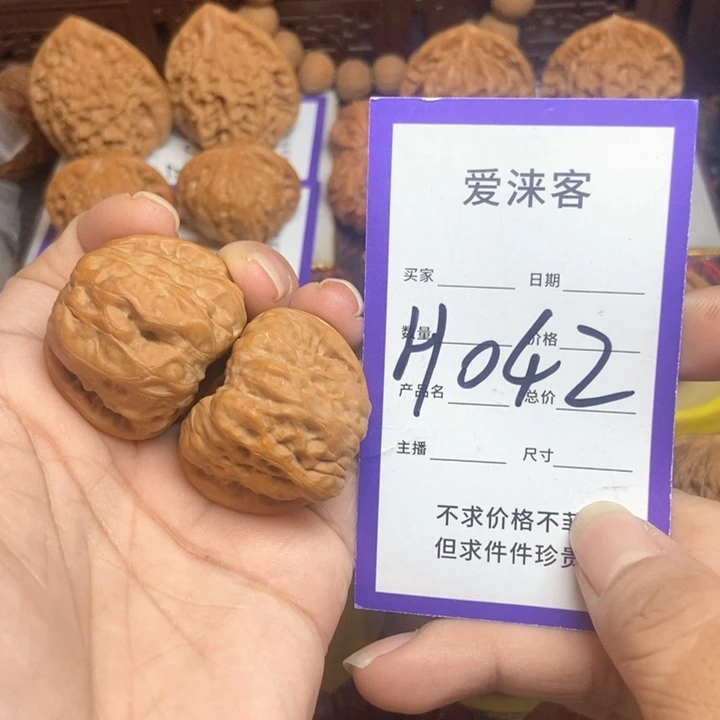 爱涞客
买家 日期
数量 价格
H042
产品名 总价
主播 尺寸
不求价格不
但求件件珍贵